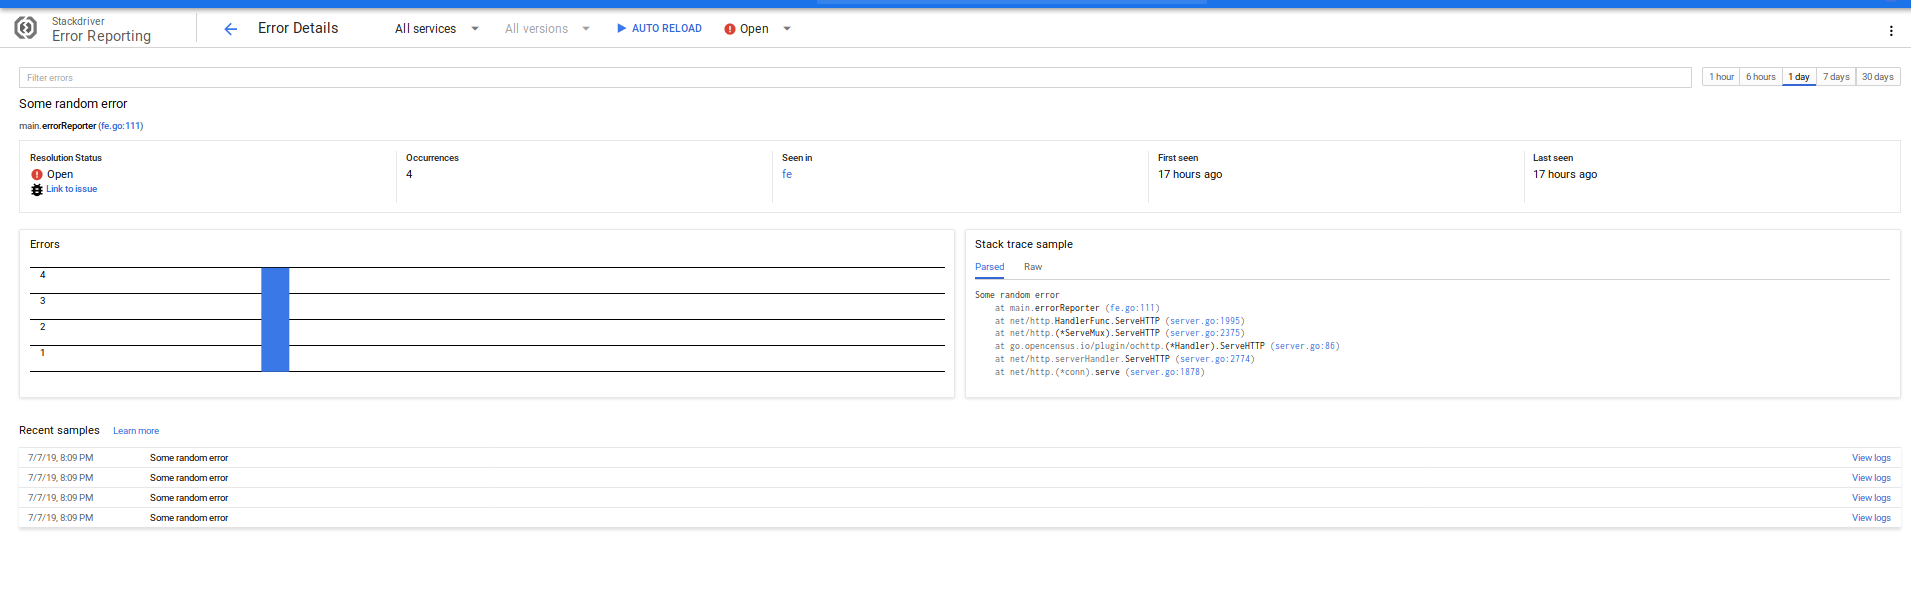 Stackdriver
Error Reporting
Error Details
All services
All versions
AUTO RELOAD
Open
Filter errors
1 hour 6 hours 1 day 7 days 30 days
Some random error
main.errorReporter (fe.go:111)
Resolution Status
Open
Link to issue
Occurrences
4
Seen in
fe
First seen
17 hours ago
Last seen
17 hours ago
Errors
4
3
2
1
Stack trace sample
Parsed Raw
Some random error
at main.errorReporter (fe.go:111)
at net/http.HandlerFunc.ServeHTTP (server.go:1995)
at net/http.(*ServeMux).ServeHTTP (server.go:2375)
at go.opencensus.io/plugin/ochttp.(*Handler).ServeHTTP (server.go:86)
at net/http.serverHandler.ServeHTTP (server.go:2774)
at net/http.(*conn).serve (server.go:1878)
Recent samples Learn more
7/7/19, 8:09 PM Some random error View logs
7/7/19, 8:09 PM Some random error View logs
7/7/19, 8:09 PM Some random error View logs
7/7/19, 8:09 PM Some random error View logs